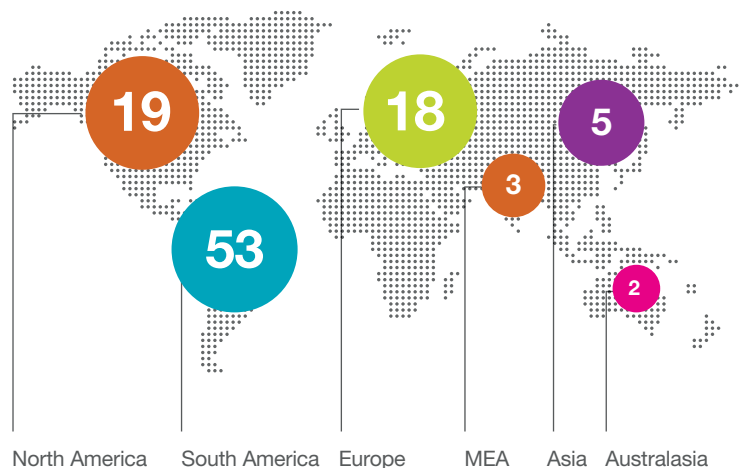 19
18
5
3
53
2
North America
South America
Europe
MEA
Asia
Australasia